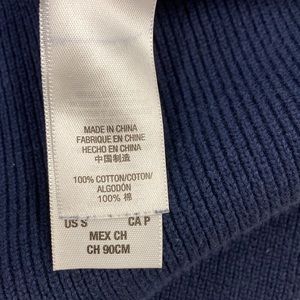 MADE IN CHINA
FABRIQUÉ EN CHINE
HECHO EN CHINA
中国制造
100% COTTON/COTON/
ALGODÓN
100% 棉
US S CA P
MEX CH
CH 90CM